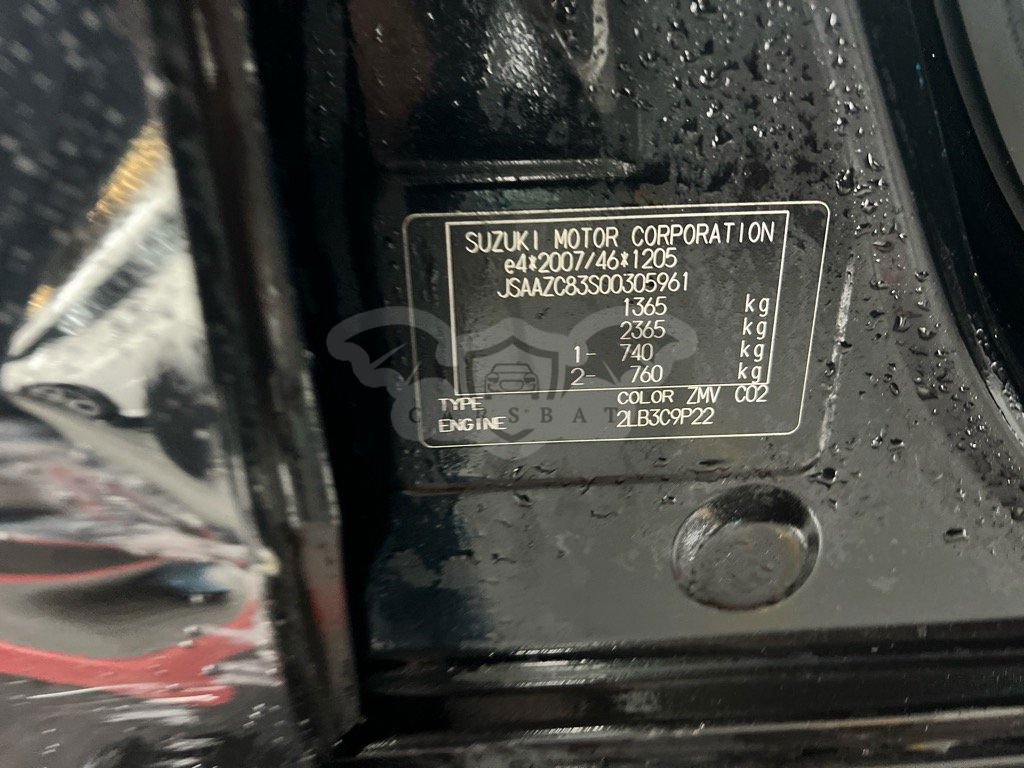 SUZUKI MOTOR CORPORATION
e4*2007/46*1205
JSAAZC83S00305961
1365 kg
2365 kg
1- 740 kg
2- 760 kg
TYPE COLOR ZMV C02
CARSBAT
ENGINE 2LB3C9P22